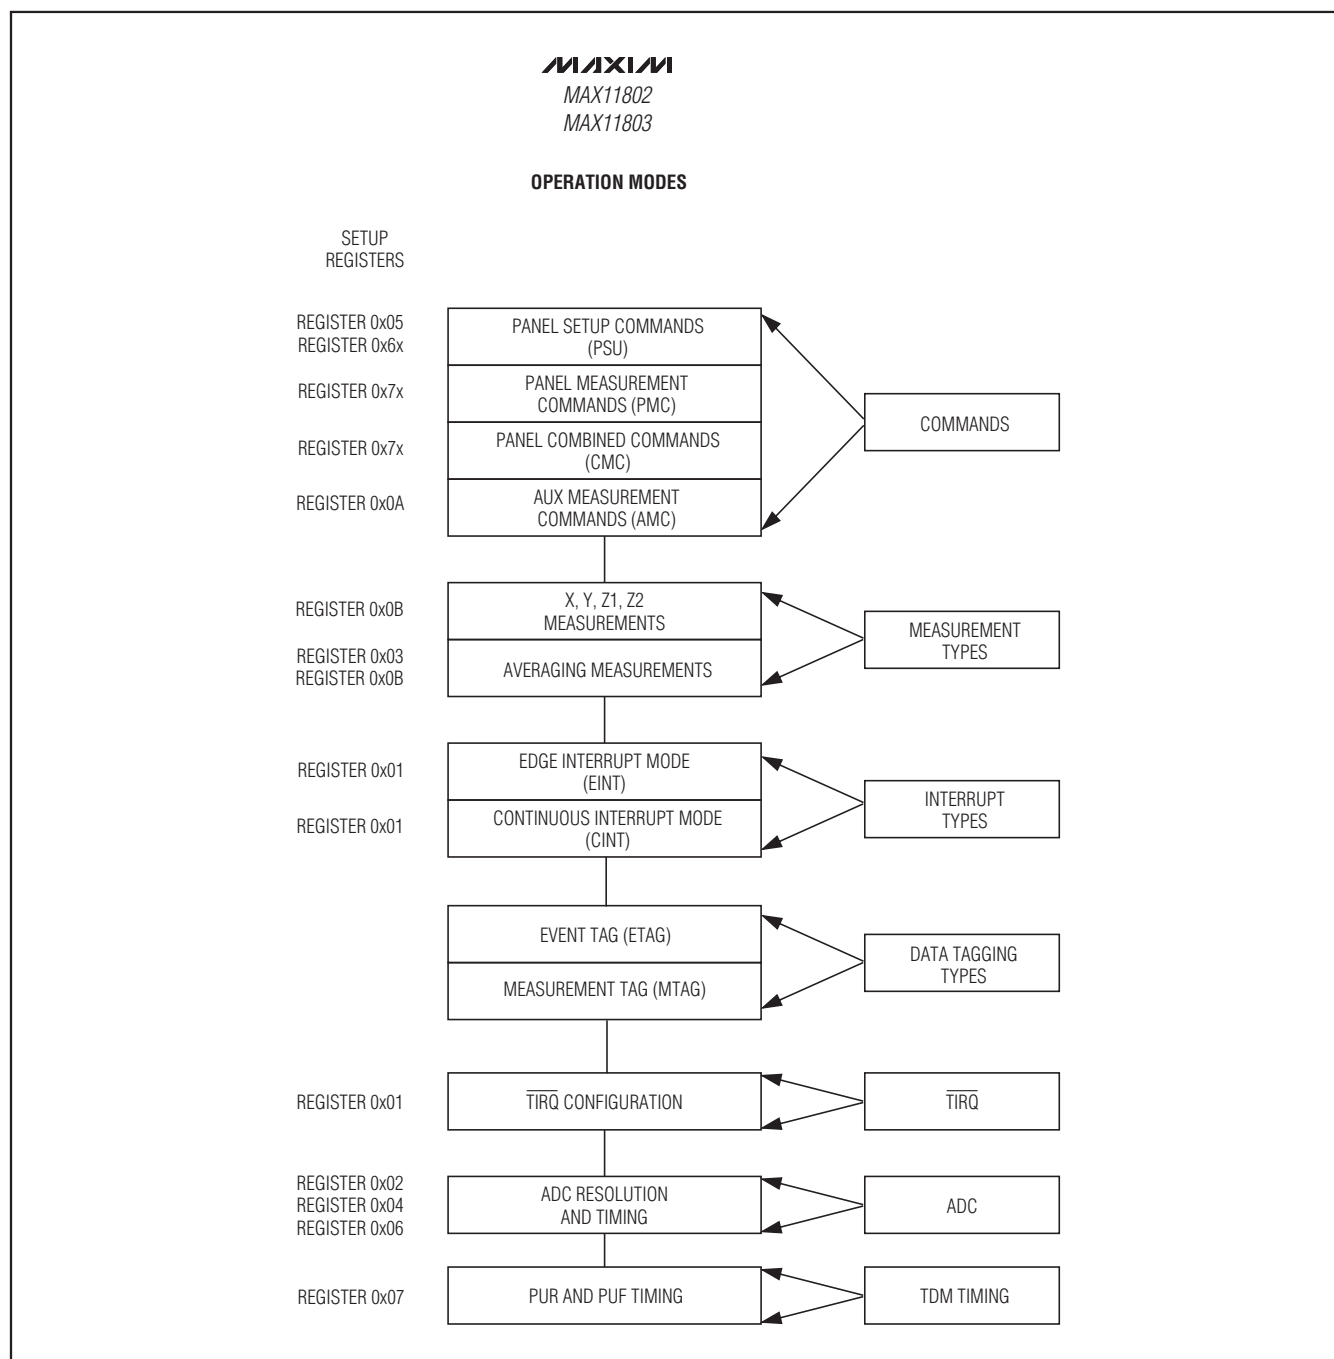 MAXIM
MAX11802
MAX11803
OPERATION MODES
SETUP
REGISTERS
REGISTER 0x05
REGISTER 0x6x
PANEL SETUP COMMANDS
(PSU)
REGISTER 0x7x
PANEL MEASUREMENT
COMMANDS (PMC)
COMMANDS
REGISTER 0x7x
PANEL COMBINED COMMANDS
(CMC)
REGISTER 0x0A
AUX MEASUREMENT
COMMANDS (AMC)
REGISTER 0x0B
X, Y, Z1, Z2
MEASUREMENTS
MEASUREMENT
TYPES
REGISTER 0x03
REGISTER 0x0B
AVERAGING MEASUREMENTS
REGISTER 0x01
EDGE INTERRUPT MODE
(EINT)
INTERRUPT
TYPES
REGISTER 0x01
CONTINUOUS INTERRUPT MODE
(CINT)
EVENT TAG (ETAG)
DATA TAGGING
TYPES
MEASUREMENT TAG (MTAG)
REGISTER 0x01
TIRQ CONFIGURATION
TIRQ
REGISTER 0x02
REGISTER 0x04
REGISTER 0x06
ADC RESOLUTION
AND TIMING
ADC
REGISTER 0x07
PUR AND PUF TIMING
TDM TIMING